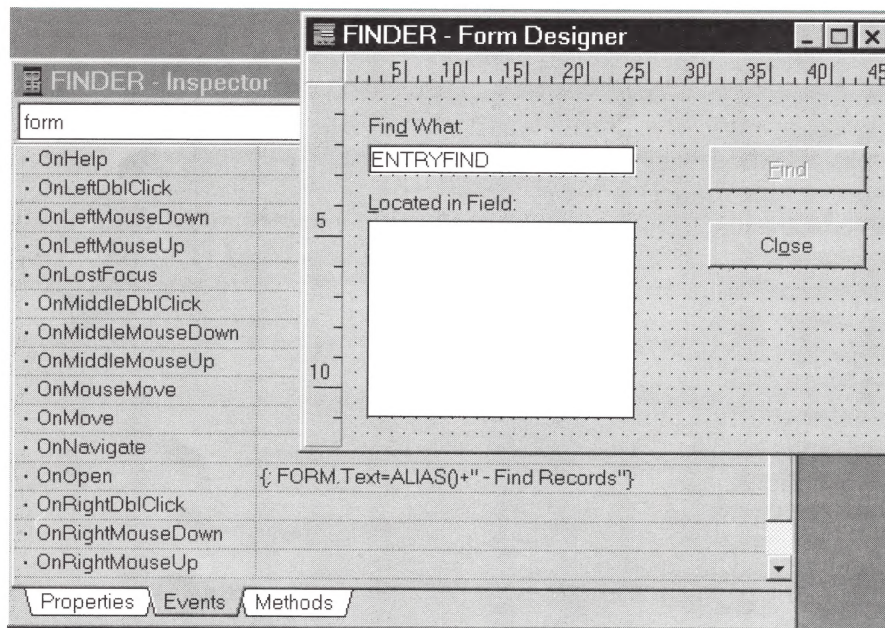 FINDER - Form Designer
5 10 15 20 25 30 35 40 45
Find What:
ENTRYFIND
Find
Located in Field:
Close
5
10
FINDER - Inspector
form
OnHelp
OnLeftDblClick
OnLeftMouseDown
OnLeftMouseUp
OnLostFocus
OnMiddleDblClick
OnMiddleMouseDown
OnMiddleMouseUp
OnMouseMove
OnMove
OnNavigate
OnOpen {; FORM.Text=ALIAS()+" - Find Records"}
OnRightDblClick
OnRightMouseDown
OnRightMouseUp
Properties Events Methods